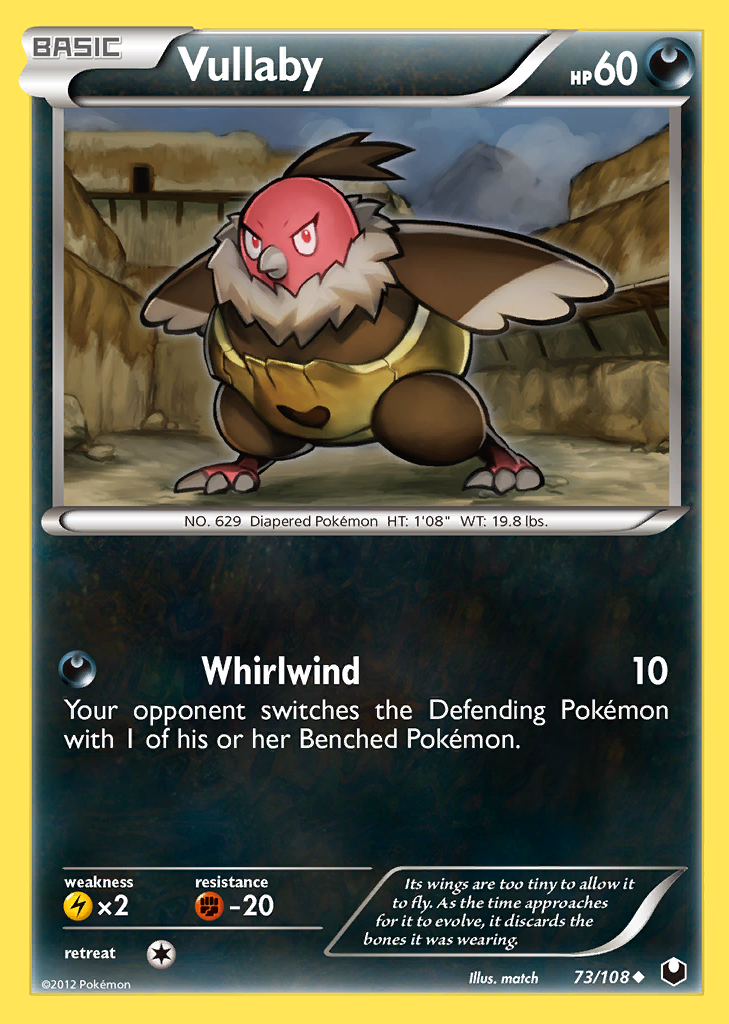 BASIC
Vullaby
HP60
NO. 629 Diapered Pokémon HT: 1'08" WT: 19.8 lbs.
Whirlwind 10
Your opponent switches the Defending Pokémon
with 1 of his or her Benched Pokémon.
weakness
×2
resistance
-20
retreat
Its wings are too tiny to allow it
to fly. As the time approaches
for it to evolve, it discards the
bones it was wearing.
©2012 Pokémon
Illus. match
73/108